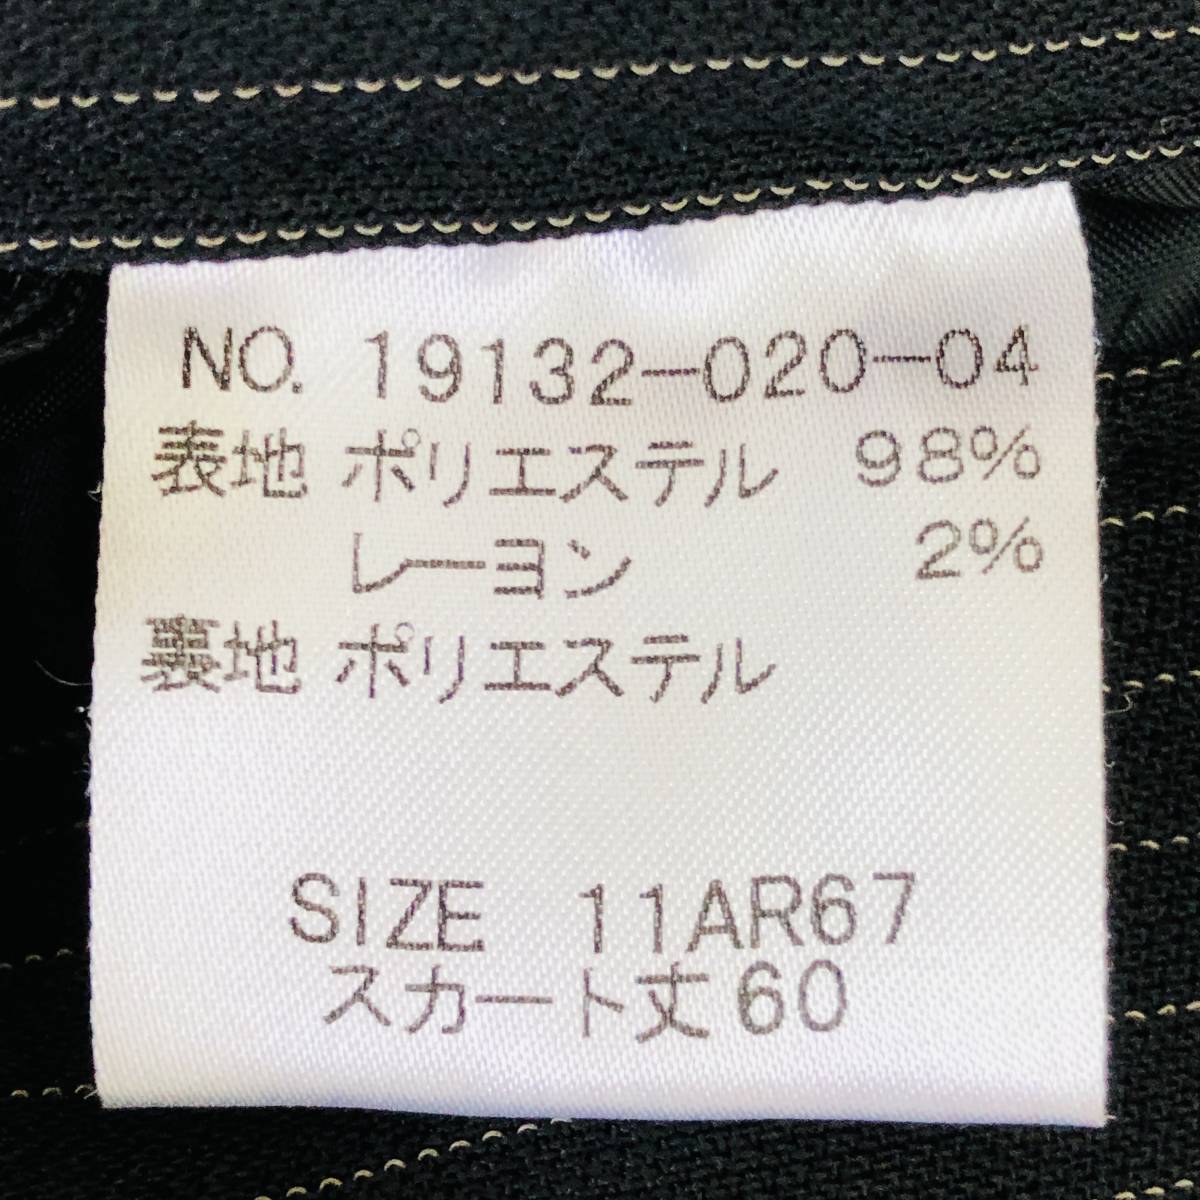 NO. 19132-020-04
表地 ポリエステル 98%
レーヨン 2%
裏地 ポリエステル
SIZE 11AR67
スカート丈60